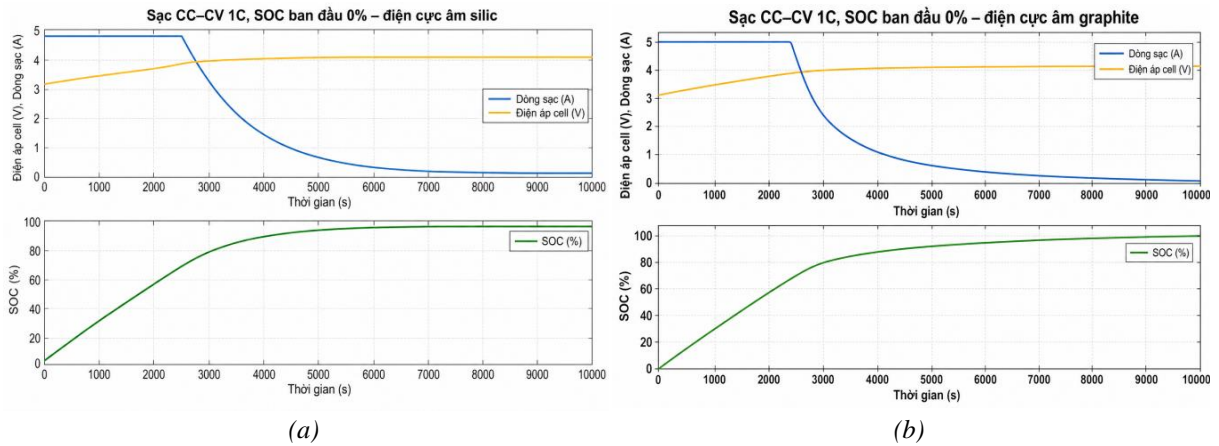 Sạc CC–CV 1C, SOC ban đầu 0% – điện cực âm silic
Điện áp cell (V), Dòng sạc (A)
5
4
3
2
1
0
Dòng sạc (A)
Điện áp cell (V)
0 1000 2000 3000 4000 5000 6000 7000 8000 9000 10000
Thời gian (s)
SOC (%)
100
80
60
40
20
0
SOC (%)
0 1000 2000 3000 4000 5000 6000 7000 8000 9000 10000
Thời gian (s)
(a)
Sạc CC–CV 1C, SOC ban đầu 0% – điện cực âm graphite
Điện áp cell (V), Dòng sạc (A)
5
4
3
2
1
0
Dòng sạc (A)
Điện áp cell (V)
0 1000 2000 3000 4000 5000 6000 7000 8000 9000 10000
Thời gian (s)
SOC (%)
100
80
60
40
20
0
SOC (%)
0 1000 2000 3000 4000 5000 6000 7000 8000 9000 10000
Thời gian (s)
(b)